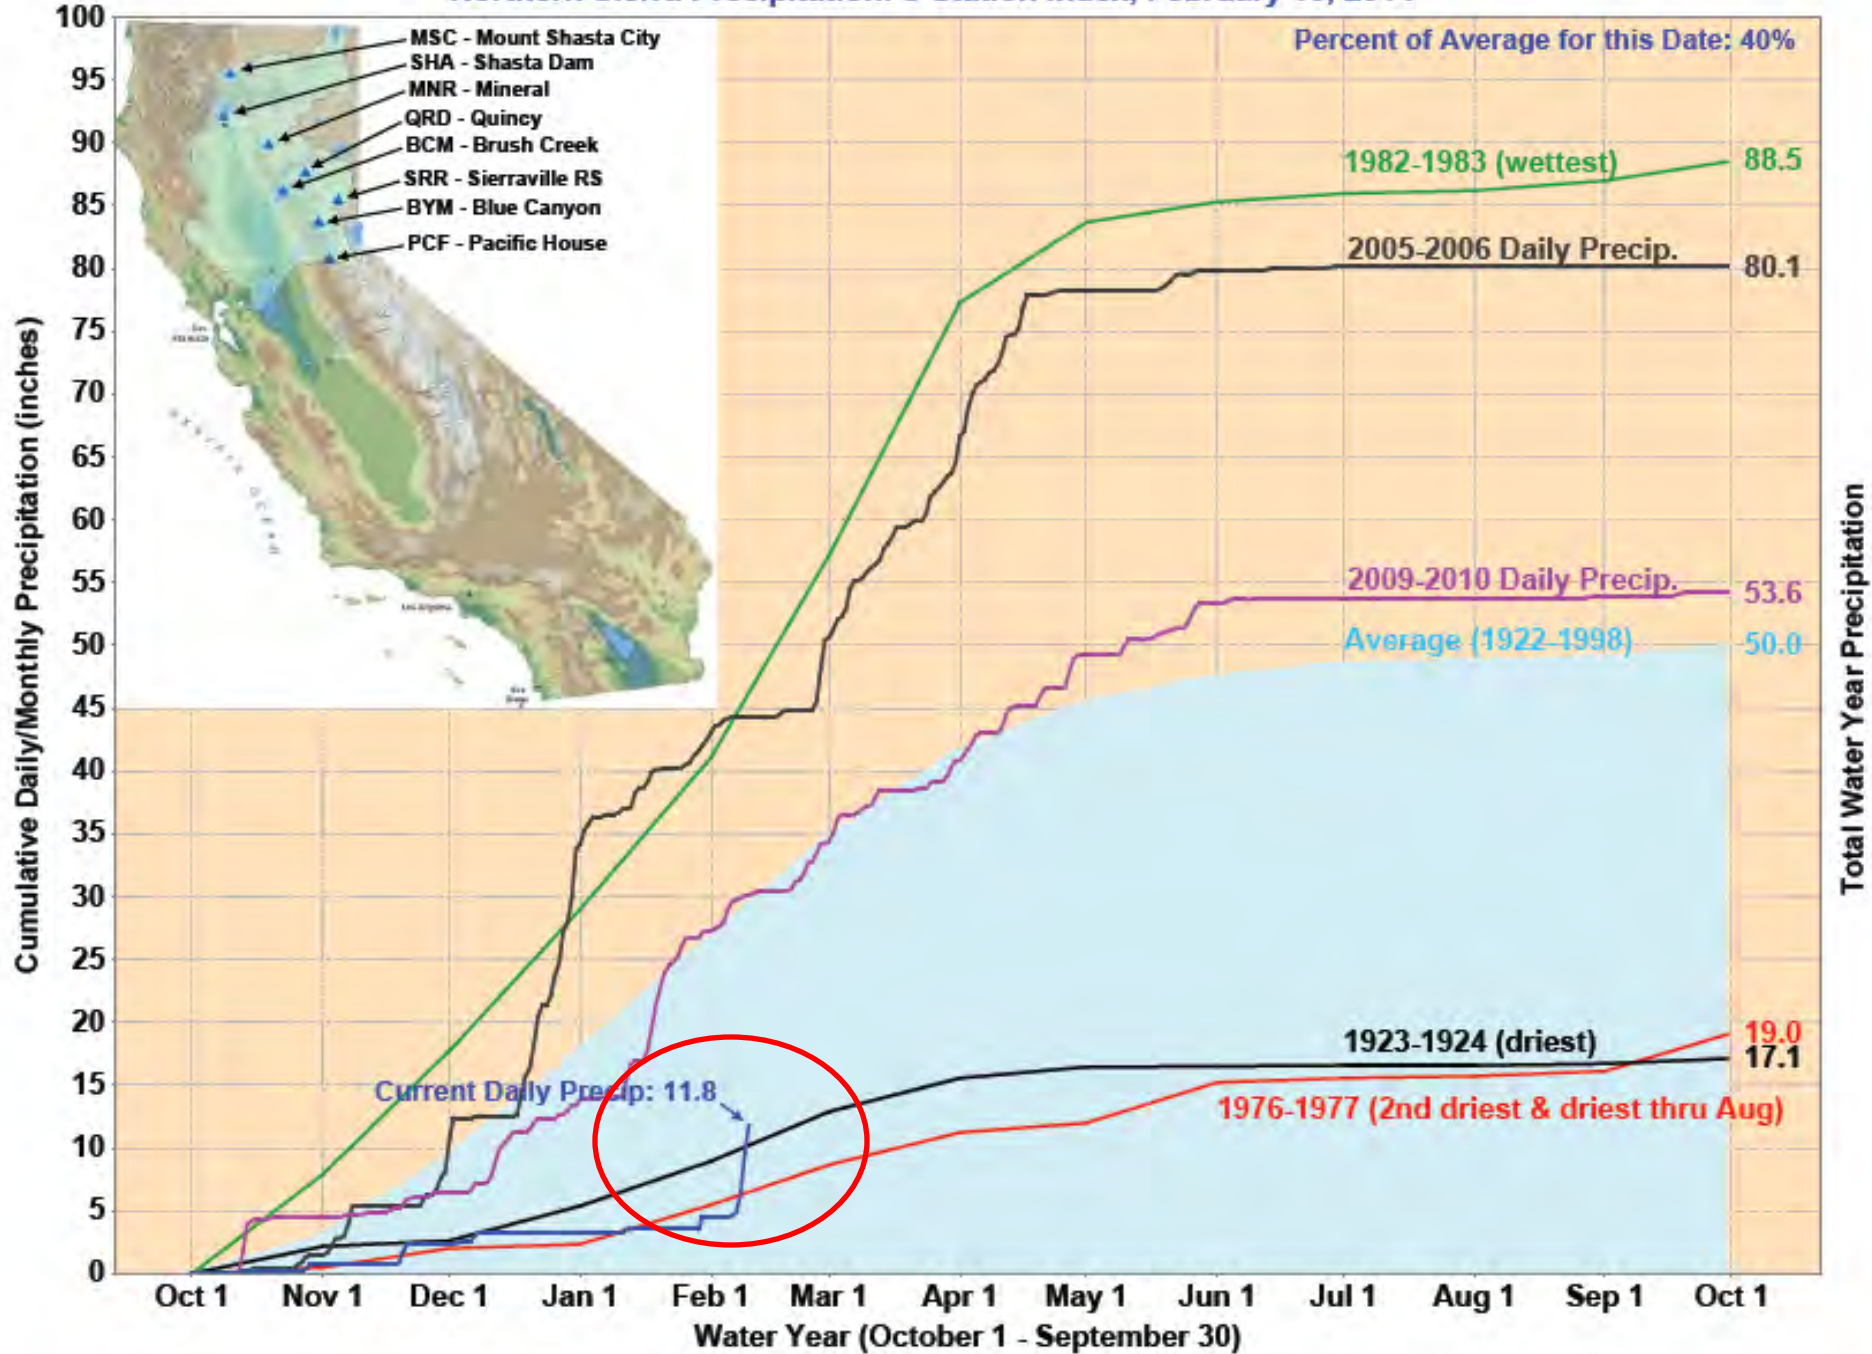 Percent of Average for this Date: 40%
MSC - Mount Shasta City
SHA - Shasta Dam
MNR - Mineral
QRD - Quincy
BCM - Brush Creek
SRR - Sierraville RS
BYM - Blue Canyon
PCF - Pacific House
PACIFIC OCEAN
Los Angeles
1982-1983 (wettest)
88.5
2005-2006 Daily Precip.
80.1
2009-2010 Daily Precip.
53.6
Average (1922-1998)
50.0
1923-1924 (driest)
19.0
17.1
1976-1977 (2nd driest & driest thru Aug)
Current Daily Precip: 11.8
Cumulative Daily/Monthly Precipitation (inches)
100
95
90
85
80
75
70
65
60
55
50
45
40
35
30
25
20
15
10
5
0
Total Water Year Precipitation
Oct 1 Nov 1 Dec 1 Jan 1 Feb 1 Mar 1 Apr 1 May 1 Jun 1 Jul 1 Aug 1 Sep 1 Oct 1
Water Year (October 1 - September 30)